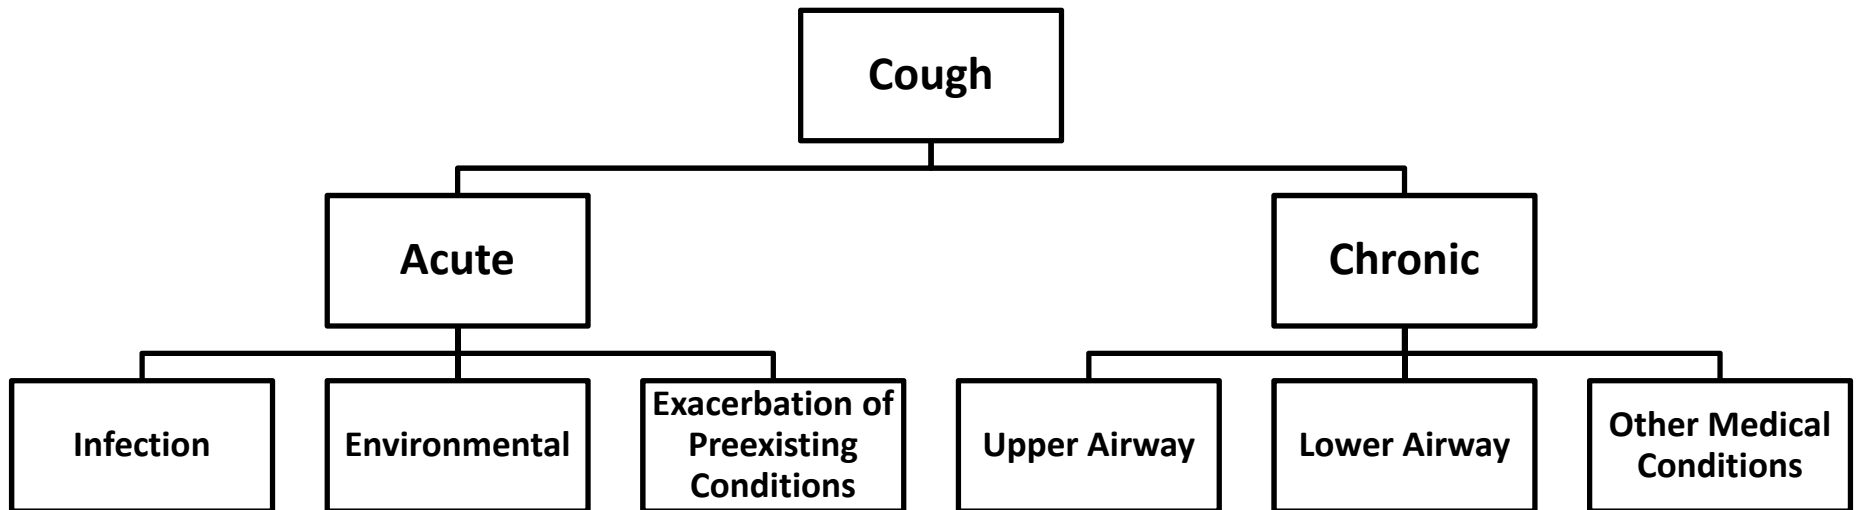 Cough
Acute
Chronic
Infection
Environmental
Exacerbation of
Preexisting
Conditions
Upper Airway
Lower Airway
Other Medical
Conditions